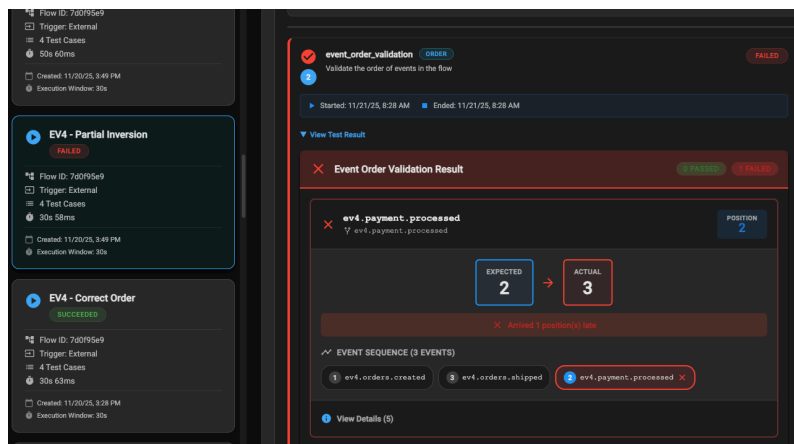 Flow ID: 7d0f95e9
Trigger: External
4 Test Cases
50s 60ms
Created: 11/20/25, 3:49 PM
Execution Window: 30s
EV4 - Partial Inversion
FAILED
Flow ID: 7d0f95e9
Trigger: External
4 Test Cases
30s 58ms
Created: 11/20/25, 3:49 PM
Execution Window: 30s
EV4 - Correct Order
SUCCEEDED
Flow ID: 7d0f95e9
Trigger: External
4 Test Cases
30s 63ms
Created: 11/20/25, 3:28 PM
Execution Window: 30s
event_order_validation ORDER FAILED
2 Validate the order of events in the flow
Started: 11/21/25, 8:28 AM Ended: 11/21/25, 8:28 AM
View Test Result
Event Order Validation Result 0 PASSED 1 FAILED
ev4.payment.processed POSITION
ev4.payment.processed 2
EXPECTED ACTUAL
2 3
Arrived 1 position(s) late
EVENT SEQUENCE (3 EVENTS)
1 ev4.orders.created 3 ev4.orders.shipped 2 ev4.payment.processed
View Details (5)